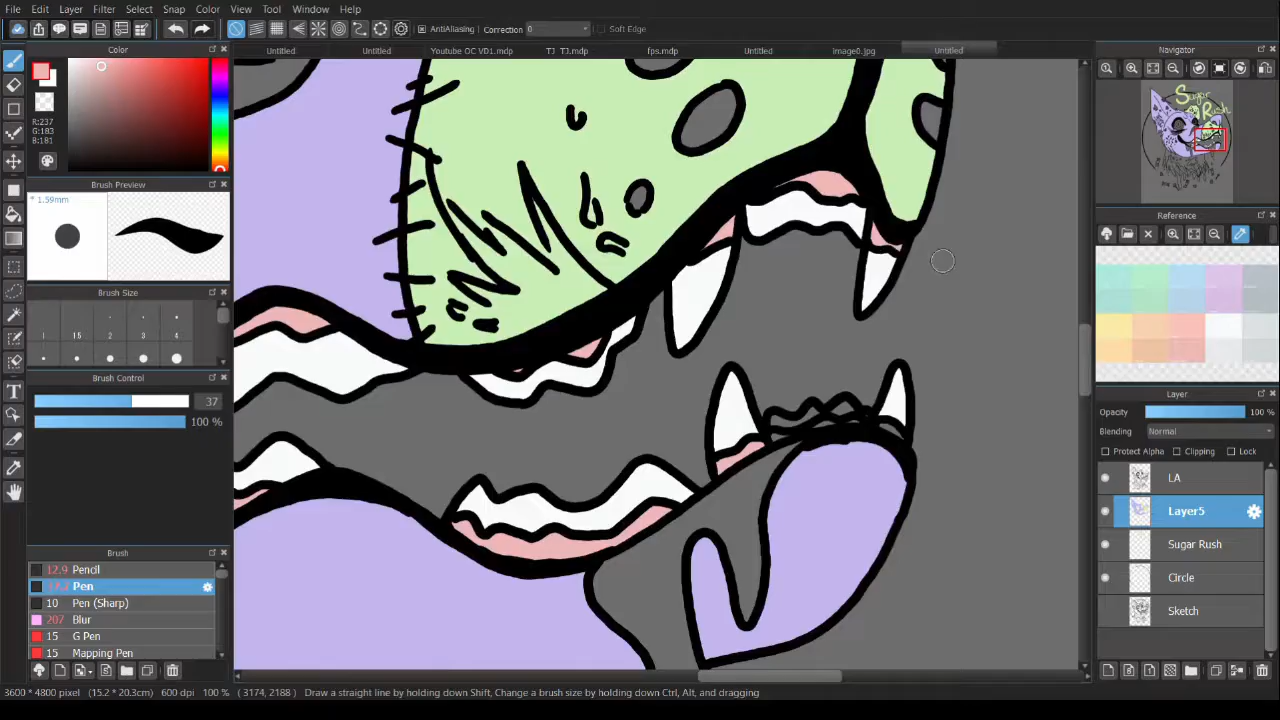 File Edit Layer Filter Select Snap Color View Tool Window Help
AntiAliasing Correction 0 Soft Edge
Untitled Untitled Youtube OC VD1.mdp TJ_TJ.mdp fps.mdp Untitled image0.jpg Untitled
Color
R:237
G:183
B:181
Brush Preview
* 1.59mm
Brush Size
1 1.5 2 3 4
Brush Control
37
100 %
Brush
12.9 Pencil
Pen
10 Pen (Sharp)
207 Blur
15 G Pen
15 Mapping Pen
Navigator
Sugar
Rush
Reference
Layer
Opacity 100 %
Blending Normal
Protect Alpha Clipping Lock
LA
Layer5
Sugar Rush
Circle
Sketch
3600 * 4800 pixel (15.2 * 20.3cm) 600 dpi 100 % ( 3174, 2188 ) Draw a straight line by holding down Shift, Change a brush size by holding down Ctrl, Alt, and dragging